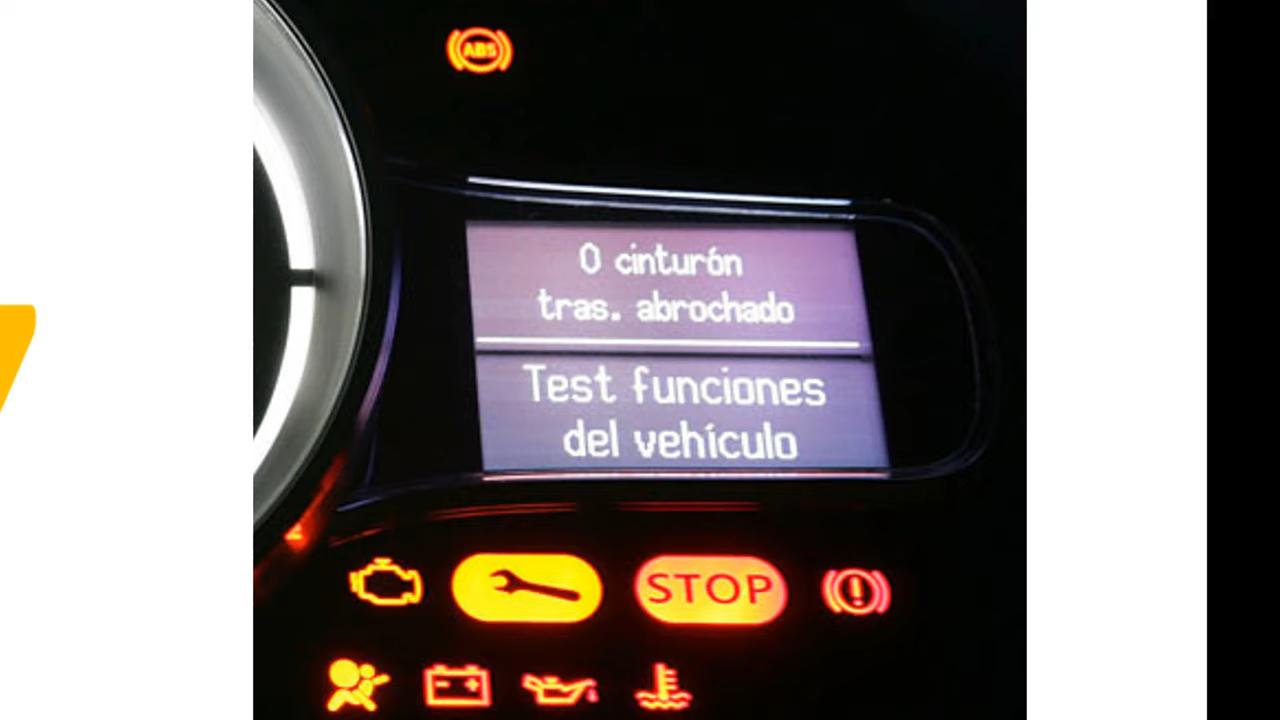 ABS
0 cinturón
tras. abrochado
Test funciones
del vehículo
STOP